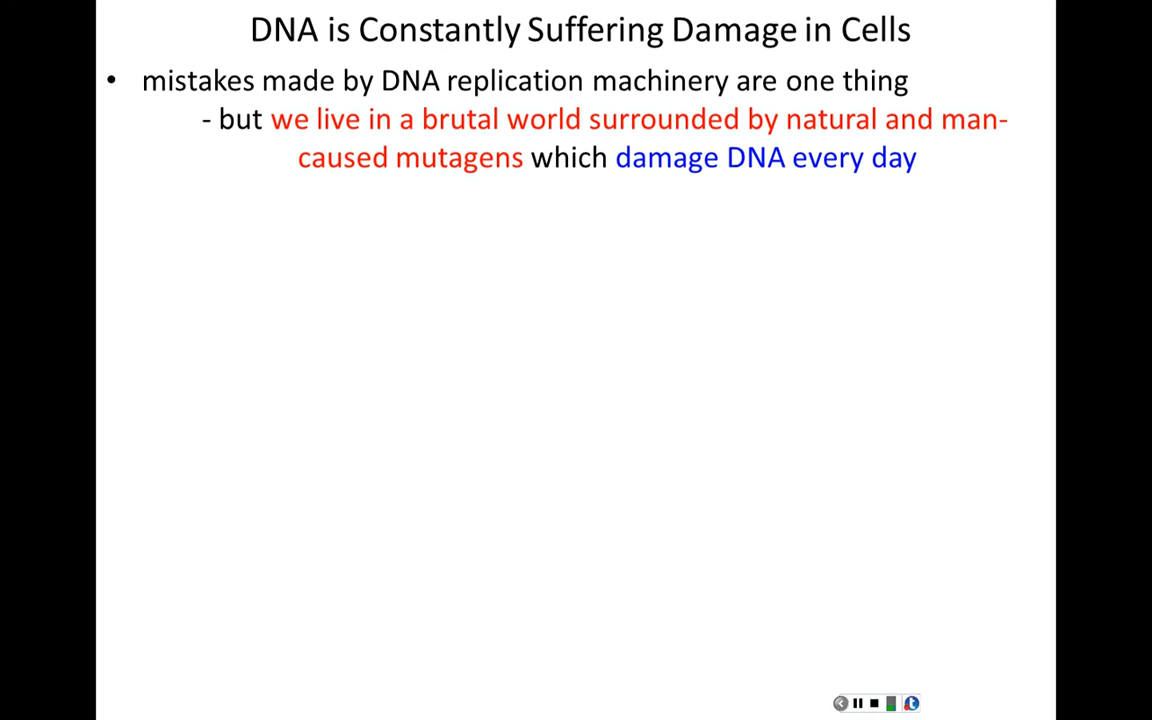 DNA is Constantly Suffering Damage in Cells
• mistakes made by DNA replication machinery are one thing
- but we live in a brutal world surrounded by natural and man-
caused mutagens which damage DNA every day